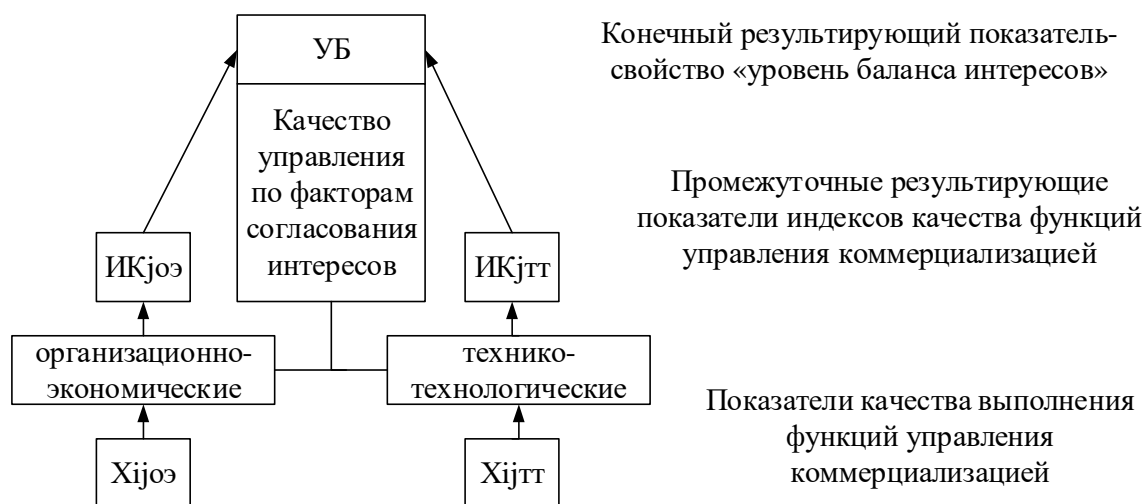 УБ
Качество
управления
по факторам
согласования
интересов
ИКjоэ
ИКjтт
организационно-
экономические
технико-
технологические
Xijоэ
Xijтт
Конечный результирующий показатель-
свойство «уровень баланса интересов»
Промежуточные результирующие
показатели индексов качества функций
управления коммерциализацией
Показатели качества выполнения
функций управления
коммерциализацией